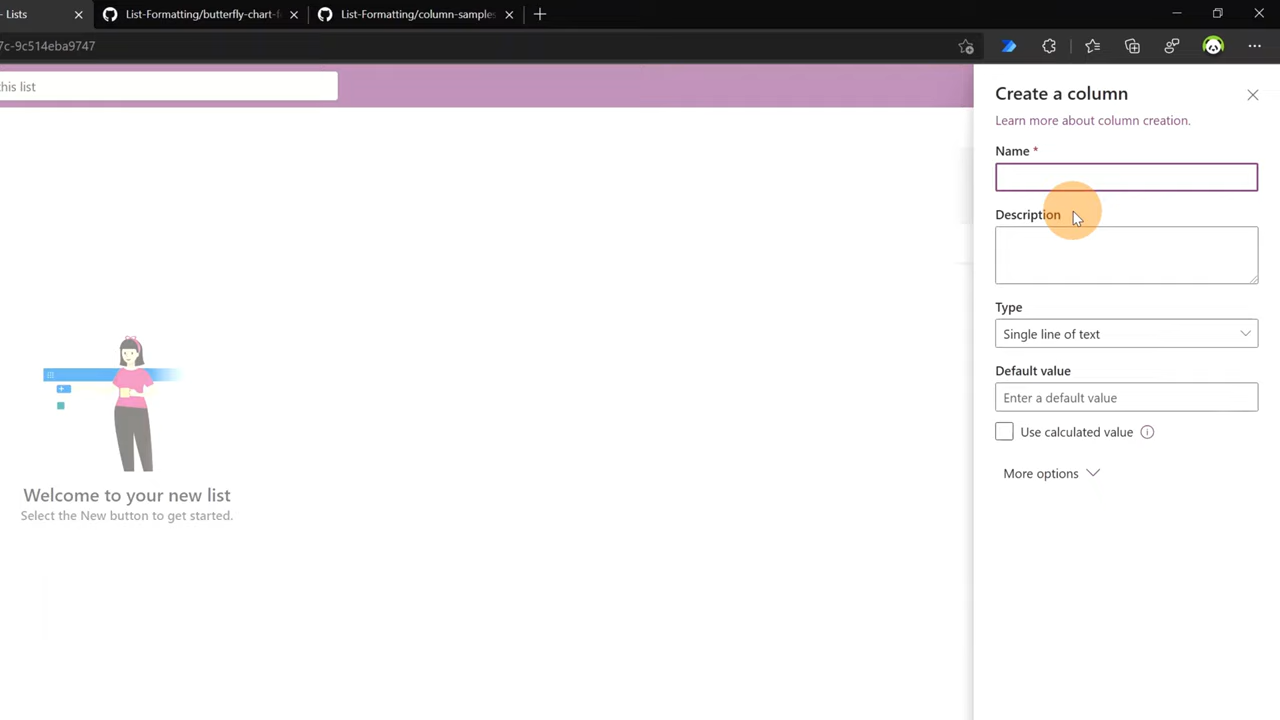 - Lists
List-Formatting/butterfly-chart-f
List-Formatting/column-samples
7c-9c514eba9747
this list
Create a column
Learn more about column creation.
Name *
Description
Type
Single line of text
Default value
Enter a default value
Use calculated value
More options
Welcome to your new list
Select the New button to get started.